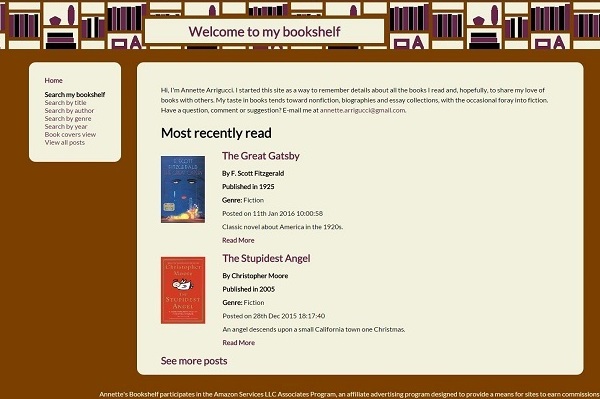 Welcome to my bookshelf
Home
Search my bookshelf
Search by title
Search by author
Search by genre
Search by year
Book covers view
View all posts
Hi, I'm Annette Arrigucci. I started this site as a way to remember details about all the books I read and, hopefully, to share my love of
books with others. My taste in books tends toward nonfiction, biographies and essay collections, with the occasional foray into fiction.
Have a question, comment or suggestion? E-mail me at annette.arrigucci@gmail.com.
Most recently read
The Great Gatsby
By F. Scott Fitzgerald
Published in 1925
Genre: Fiction
Posted on 11th Jan 2016 10:00:58
Classic novel about America in the 1920s.
Read More
Christopher
Moore
The
Stupidest
Angel
The Stupidest Angel
By Christopher Moore
Published in 2005
Genre: Fiction
Posted on 28th Dec 2015 18:17:40
An angel descends upon a small California town one Christmas.
Read More
See more posts
Annette's Bookshelf participates in the Amazon Services LLC Associates Program, an affiliate advertising program designed to provide a means for sites to earn commissions